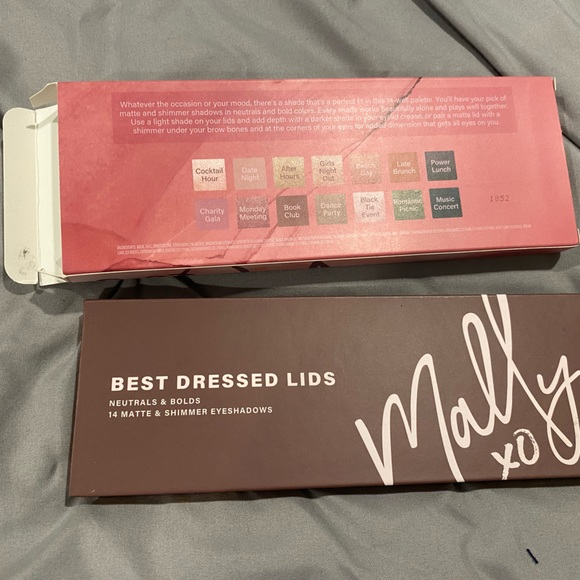 Whatever the occasion or your mood, there's a shade that's a perfect fit in this 14-well palette. You'll have your pick of
matte and shimmer shadows in neutrals and bold colors. Every shade works beautifully alone and plays well together.
Use a light shade on your lids and add depth with a darker shade in your eyelid crease, or pair a matte lid with a
shimmer under your brow bones and at the corners of your eyes for added dimension that gets all eyes on you.
Cocktail Hour
Date Night
After Hours
Girls Night Out
Beach Day
Late Brunch
Power Lunch
Charity Gala
Monday Meeting
Book Club
Dance Party
Black Tie Event
Romantic Picnic
Music Concert
1052
BEST DRESSED LIDS
NEUTRALS & BOLDS
14 MATTE & SHIMMER EYESHADOWS
Mally
XO